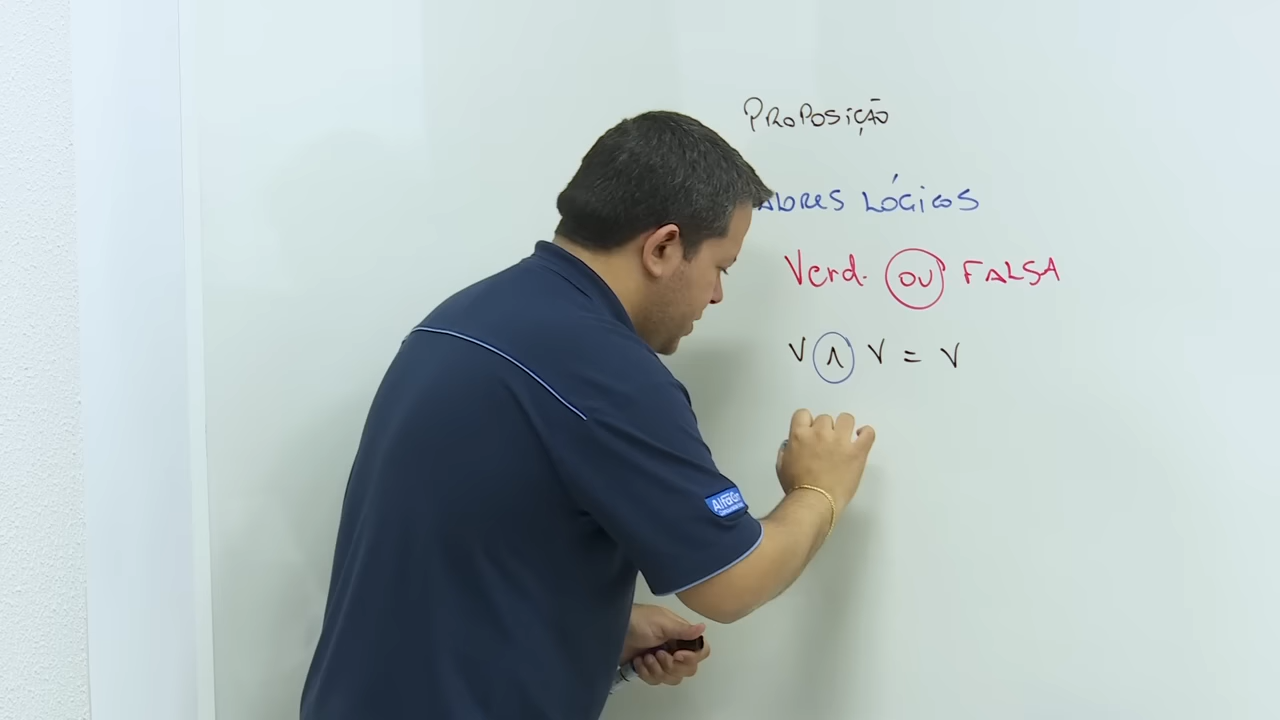 PROPOSIÇÃO
LÓGICOS
Verd. OU FALSA
V ∧ V = V